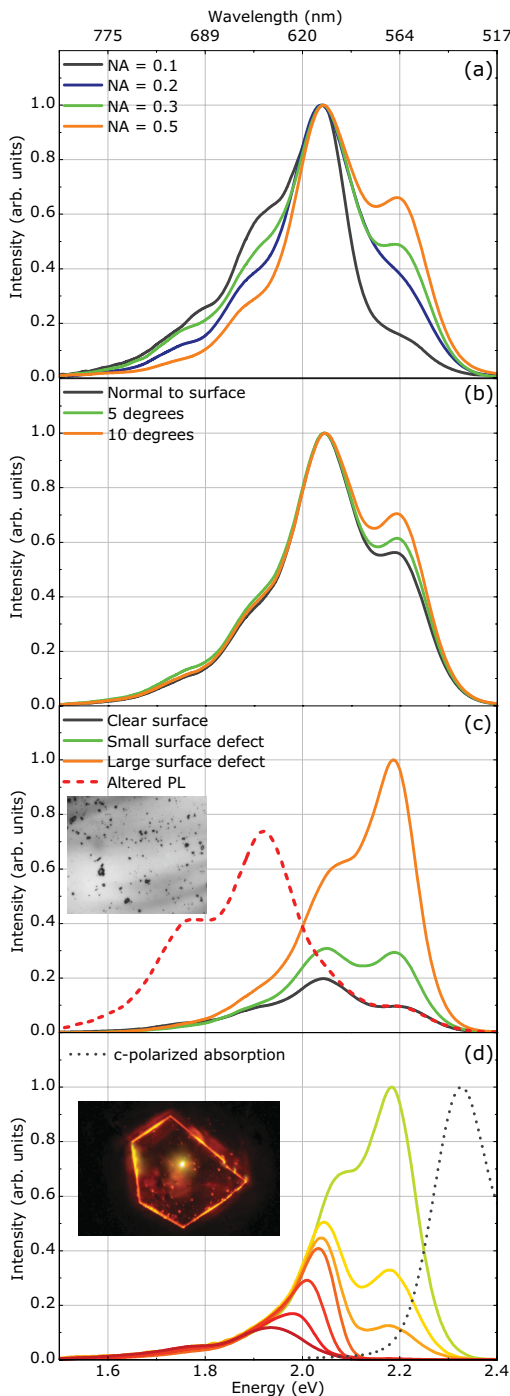 Wavelength (nm)
775 689 620 564 517
(a)
NA = 0.1
NA = 0.2
NA = 0.3
NA = 0.5
1.0
0.8
0.6
0.4
0.2
0.0
Intensity (arb. units)
(b)
Normal to surface
5 degrees
10 degrees
1.0
0.8
0.6
0.4
0.2
0.0
Intensity (arb. units)
(c)
Clear surface
Small surface defect
Large surface defect
Altered PL
1.0
0.8
0.6
0.4
0.2
0.0
Intensity (arb. units)
(d)
c-polarized absorption
1.0
0.8
0.6
0.4
0.2
0.0
Intensity (arb. units)
1.6 1.8 2.0 2.2 2.4
Energy (eV)